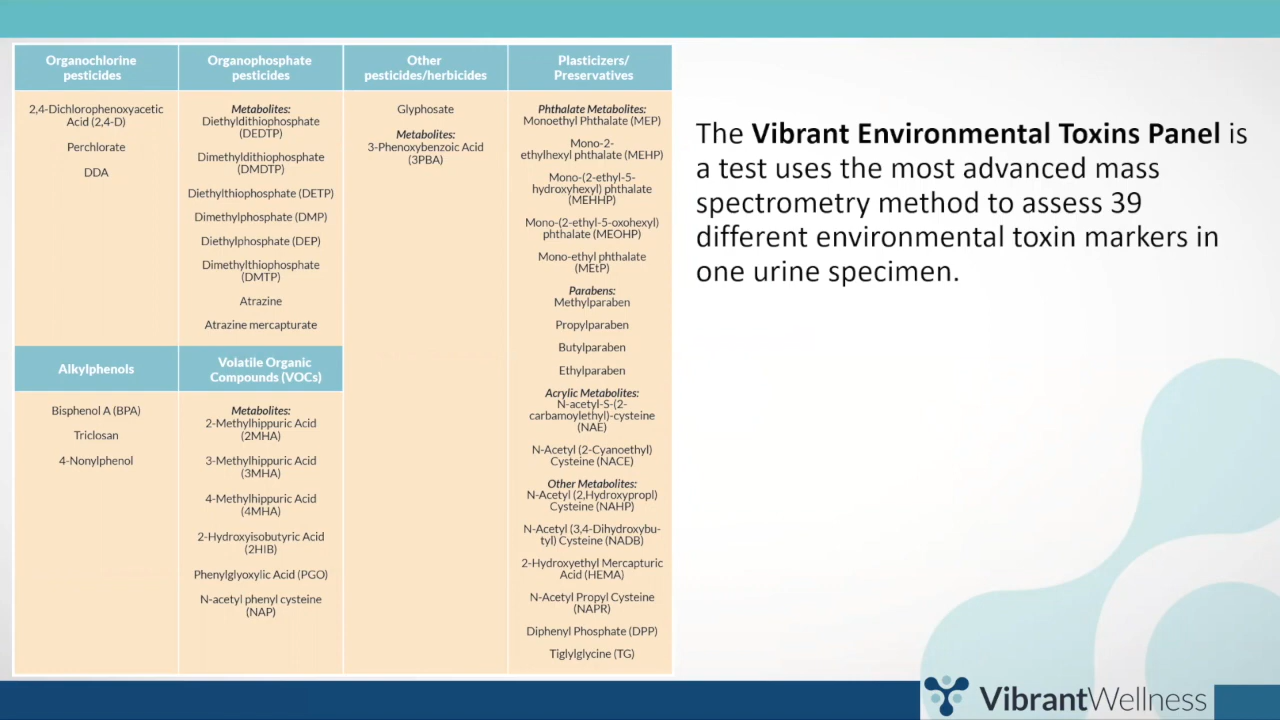 Organochlorine
pesticides
2,4-Dichlorophenoxyacetic
Acid (2,4-D)
Perchlorate
DDA
Organophosphate
pesticides
Metabolites:
Diethyldithiophosphate
(DEDTP)
Dimethyldithiophosphate
(DMDTP)
Diethylthiophosphate (DETP)
Dimethylphosphate (DMP)
Diethylphosphate (DEP)
Dimethylthiophosphate
(DMTP)
Atrazine
Atrazine mercapturate
Other
pesticides/herbicides
Glyphosate
Metabolites:
3-Phenoxybenzoic Acid
(3PBA)
Plasticizers/
Preservatives
Phthalate Metabolites:
Monoethyl Phthalate (MEP)
Mono-2-
ethylhexyl phthalate (MEHP)
Mono-(2-ethyl-5-
hydroxyhexyl) phthalate
(MEHHP)
Mono-(2-ethyl-5-oxohexyl)
phthalate (MEOHP)
Mono-ethyl phthalate
(MEtP)
Parabens:
Methylparaben
Propylparaben
Butylparaben
Ethylparaben
Acrylic Metabolites:
N-acetyl-S-(2-
carbamoylethyl)-cysteine
(NAE)
N-Acetyl (2-Cyanoethyl)
Cysteine (NACE)
Other Metabolites:
N-Acetyl (2,Hydroxypropl)
Cysteine (NAHP)
N-Acetyl (3,4-Dihydroxybu-
tyl) Cysteine (NADB)
2-Hydroxyethyl Mercapturic
Acid (HEMA)
N-Acetyl Propyl Cysteine
(NAPR)
Diphenyl Phosphate (DPP)
Tiglylglycine (TG)
Alkylphenols
Bisphenol A (BPA)
Triclosan
4-Nonylphenol
Volatile Organic
Compounds (VOCs)
Metabolites:
2-Methylhippuric Acid
(2MHA)
3-Methylhippuric Acid
(3MHA)
4-Methylhippuric Acid
(4MHA)
2-Hydroxyisobutyric Acid
(2HIB)
Phenylglyoxylic Acid (PGO)
N-acetyl phenyl cysteine
(NAP)
The Vibrant Environmental Toxins Panel is
a test uses the most advanced mass
spectrometry method to assess 39
different environmental toxin markers in
one urine specimen.
VibrantWellness